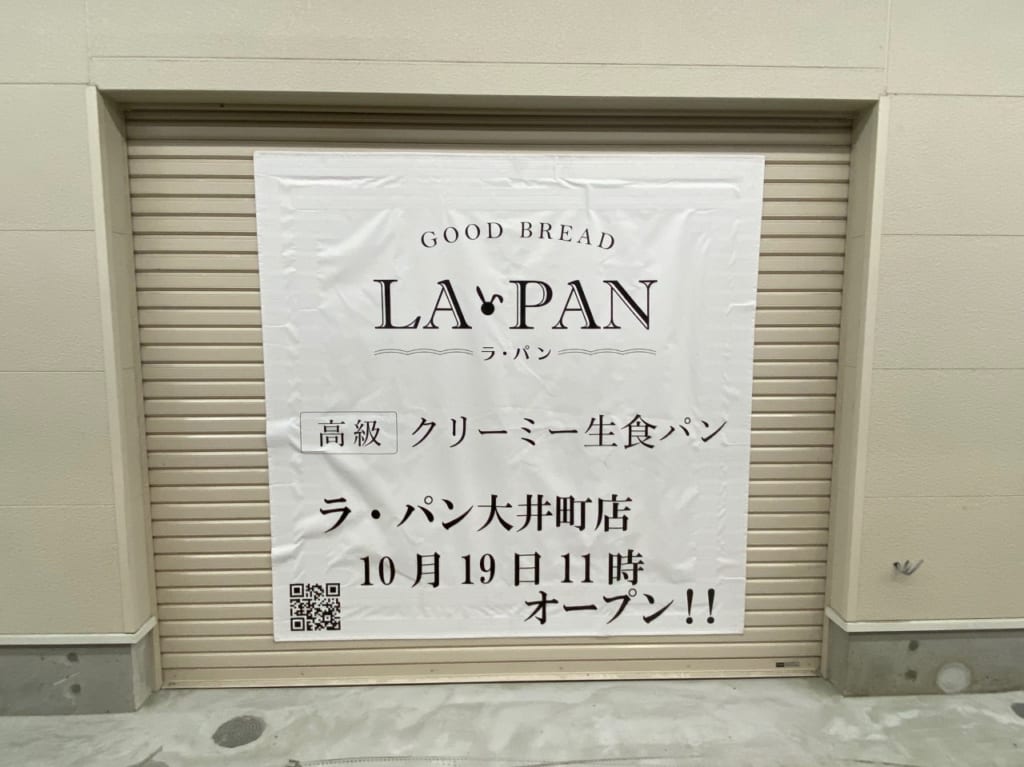 GOOD BREAD
LA PAN
ラ・パン
高級 クリーミー生食パン
ラ・パン大井町店
10月19日11時
オープン!!